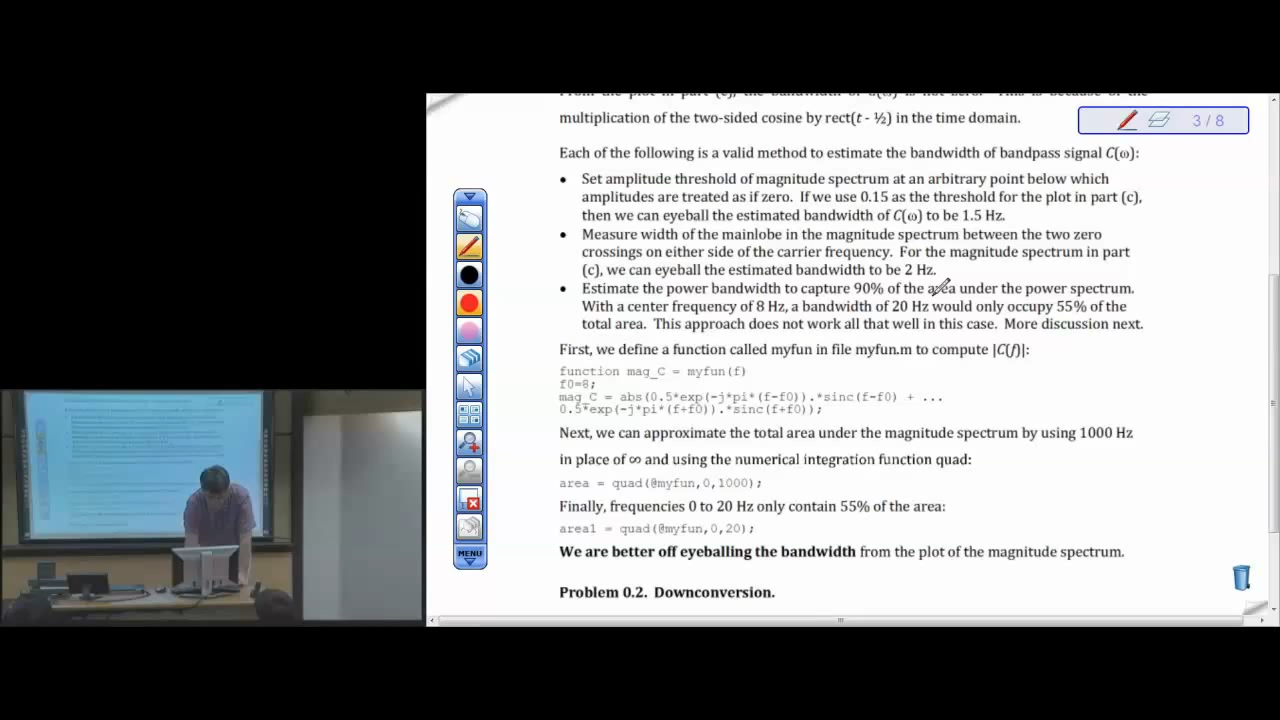 multiplication of the two-sided cosine by rect(t - ½) in the time domain.
3 / 8
Each of the following is a valid method to estimate the bandwidth of bandpass signal C(ω):
• Set amplitude threshold of magnitude spectrum at an arbitrary point below which
amplitudes are treated as if zero. If we use 0.15 as the threshold for the plot in part (c),
then we can eyeball the estimated bandwidth of C(ω) to be 1.5 Hz.
• Measure width of the mainlobe in the magnitude spectrum between the two zero
crossings on either side of the carrier frequency. For the magnitude spectrum in part
(c), we can eyeball the estimated bandwidth to be 2 Hz.
• Estimate the power bandwidth to capture 90% of the area under the power spectrum.
With a center frequency of 8 Hz, a bandwidth of 20 Hz would only occupy 55% of the
total area. This approach does not work all that well in this case. More discussion next.
First, we define a function called myfun in file myfun.m to compute |C(f)|:
function mag_C = myfun(f)
f0=8;
mag_C = abs(0.5*exp(-j*pi*(f-f0)).*sinc(f-f0) + ...
0.5*exp(-j*pi*(f+f0)).*sinc(f+f0));
Next, we can approximate the total area under the magnitude spectrum by using 1000 Hz
in place of ∞ and using the numerical integration function quad:
area = quad(@myfun,0,1000);
Finally, frequencies 0 to 20 Hz only contain 55% of the area:
area1 = quad(@myfun,0,20);
We are better off eyeballing the bandwidth from the plot of the magnitude spectrum.
MENU
Problem 0.2. Downconversion.